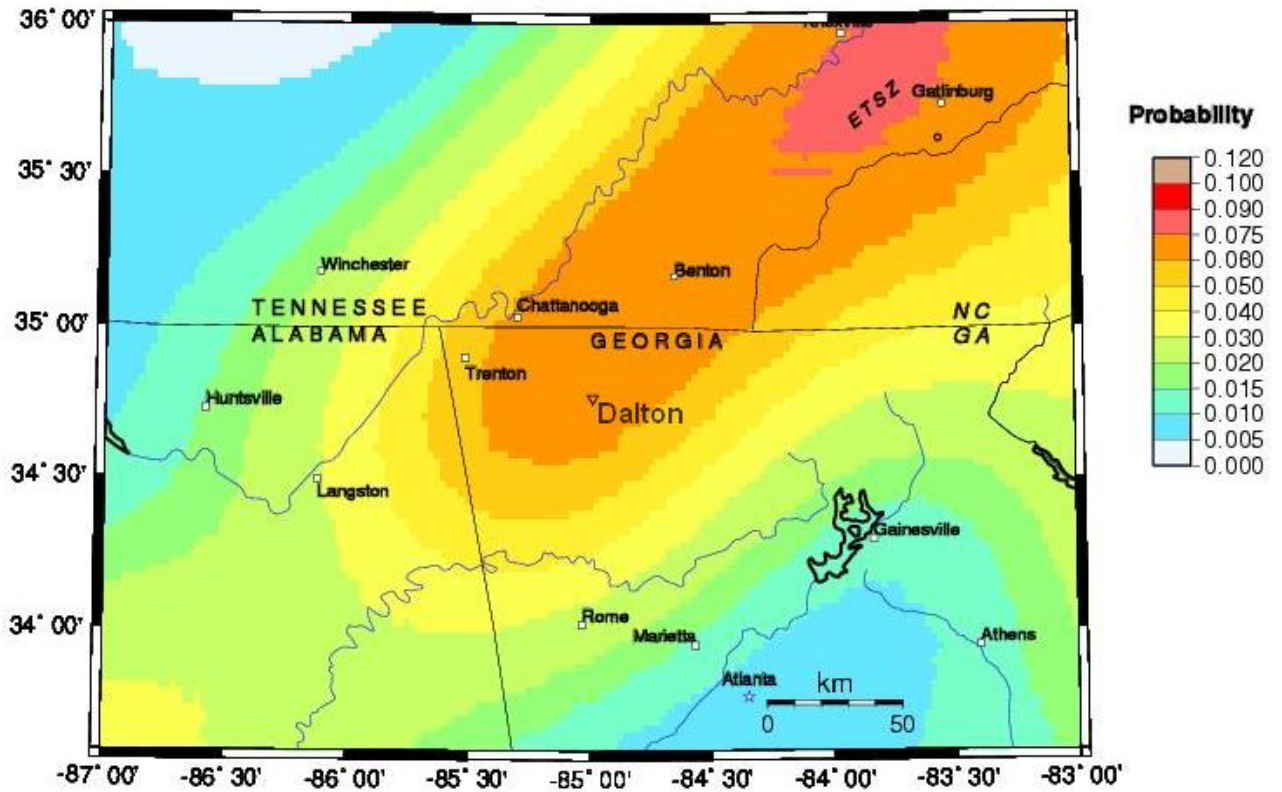 36° 00'
35° 30'
35° 00'
34° 30'
34° 00'
-87° 00'
-86° 30'
-86° 00'
-85° 30'
-85° 00'
-84° 30'
-84° 00'
-83° 30'
-83° 00'
Knoxville
ETSZ
Gatlinburg
Winchester
Benton
TENNESSEE
Chattanooga
NC
ALABAMA
GEORGIA
GA
Trenton
Huntsville
Dalton
Langston
Gainesville
Rome
Marietta
Athens
Atlanta
km
0 50
Probability
0.120
0.100
0.090
0.075
0.060
0.050
0.040
0.030
0.020
0.015
0.010
0.005
0.000